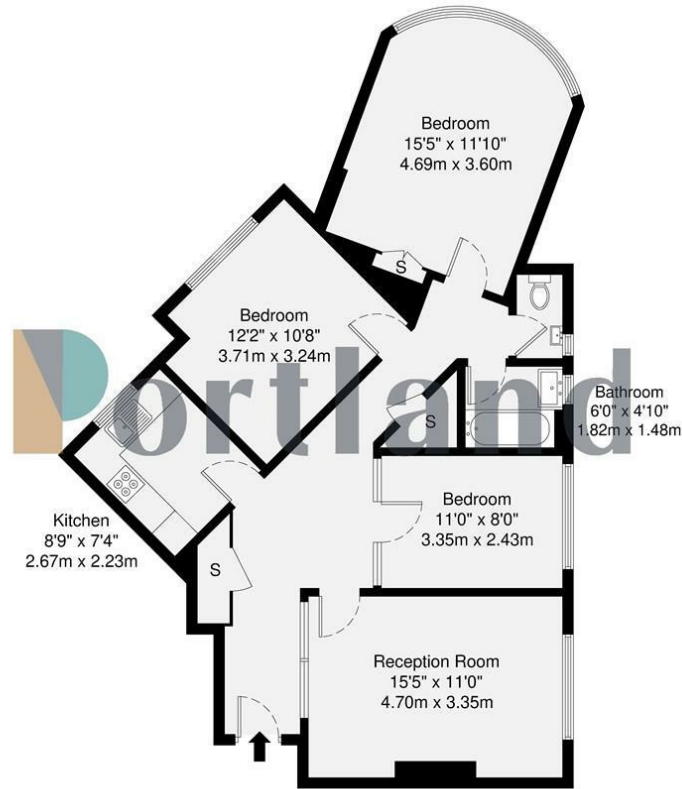 Bedroom
15'5" x 11'10"
4.69m x 3.60m
S
Bedroom
12'2" x 10'8"
3.71m x 3.24m
Portland
Bathroom
6'0" x 4'10"
1.82m x 1.48m
S
Kitchen
8'9" x 7'4"
2.67m x 2.23m
Bedroom
11'0" x 8'0"
3.35m x 2.43m
S
Reception Room
15'5" x 11'0"
4.70m x 3.35m